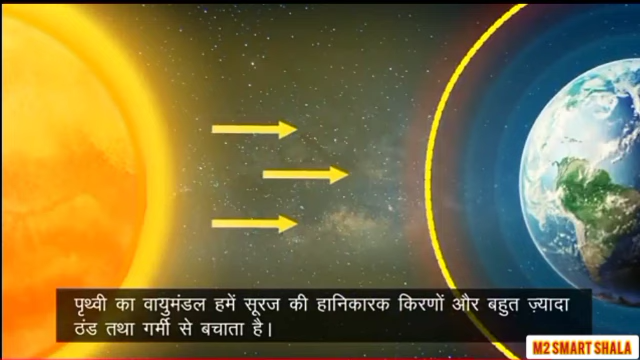 पृथ्वी का वायुमंडल हमें सूरज की हानिकारक किरणों और बहुत ज़्यादा
ठंड तथा गर्मी से बचाता है।
M2 SMART SHALA